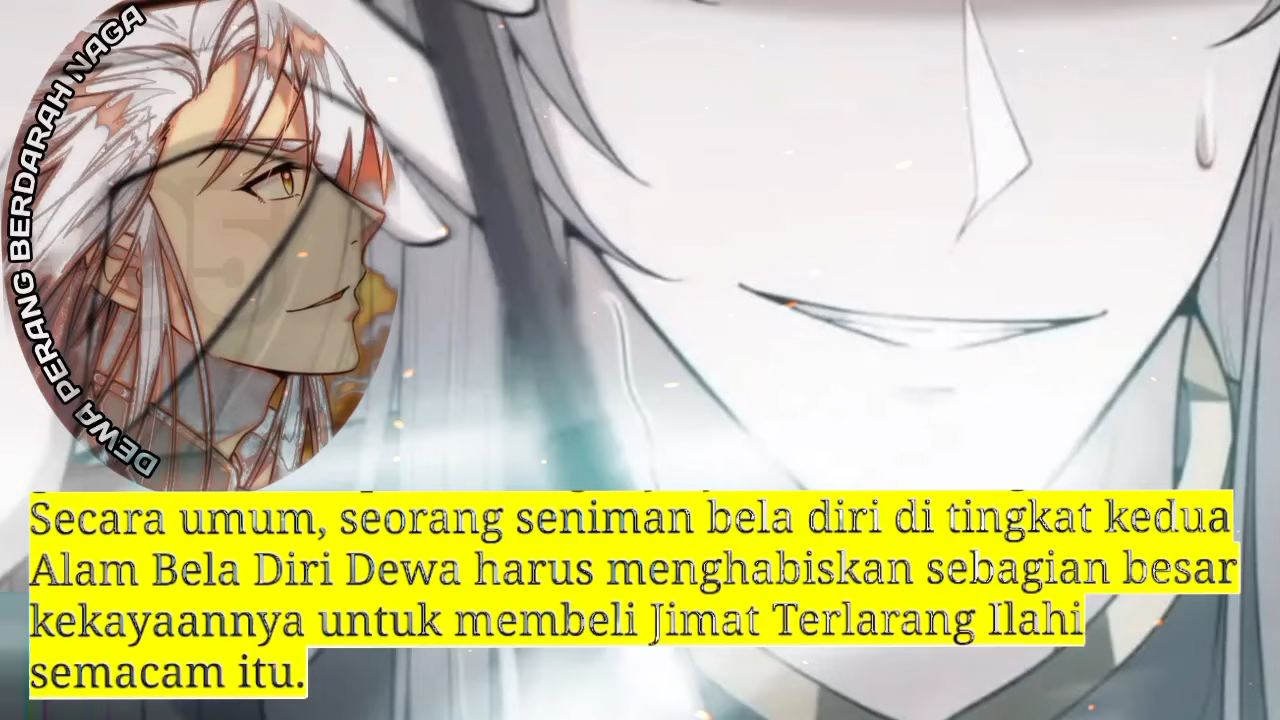 DEWA PERANG BERDARAH NAGA
Secara umum, seorang seniman bela diri di tingkat kedua
Alam Bela Diri Dewa harus menghabiskan sebagian besar
kekayaannya untuk membeli Jimat Terlarang Ilahi
semacam itu.